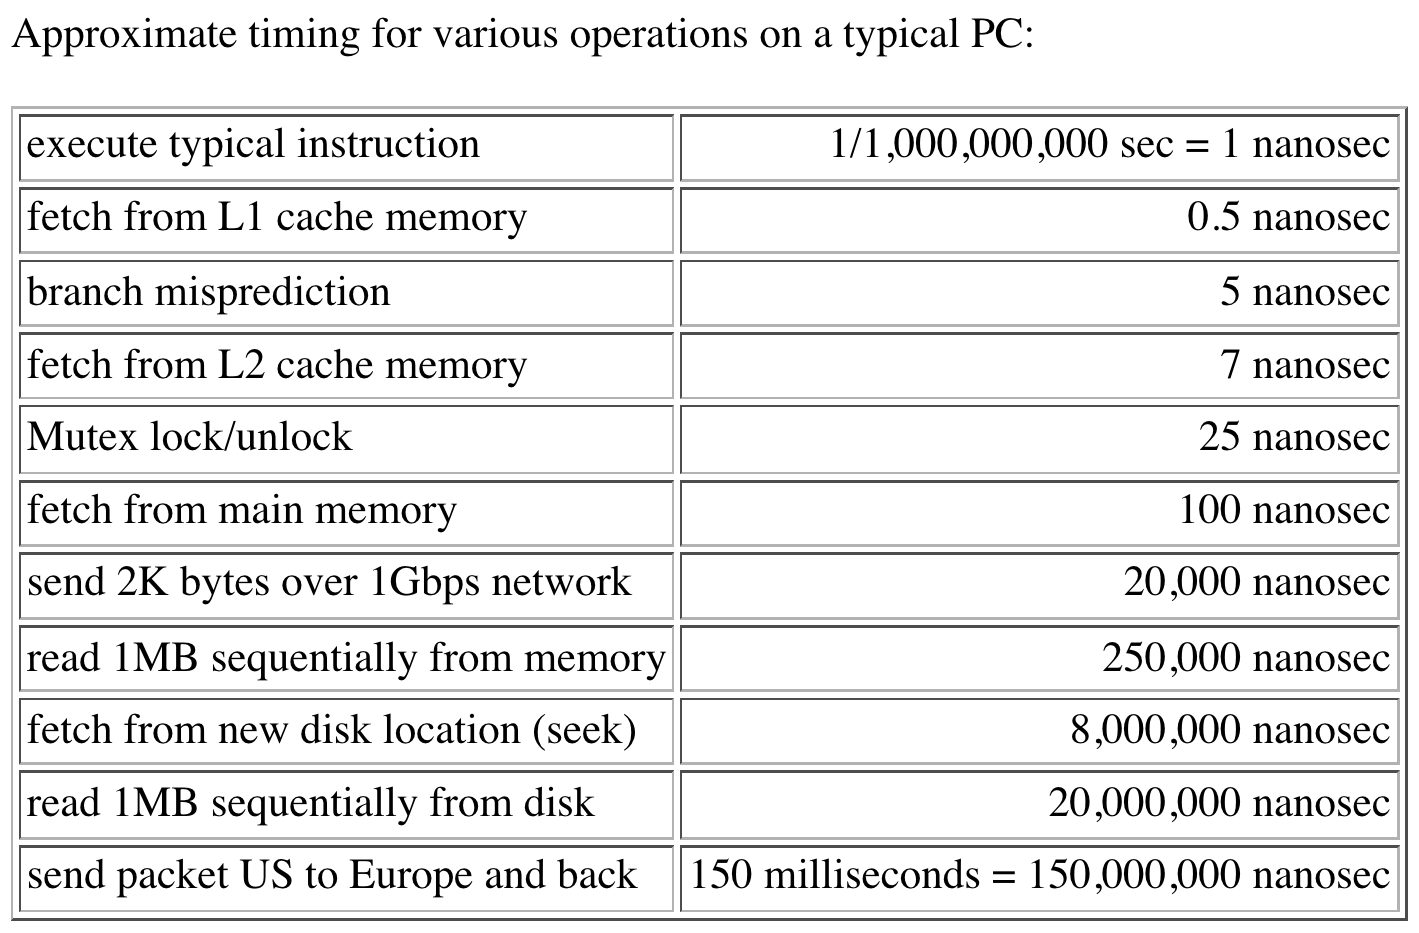 Approximate timing for various operations on a typical PC:
execute typical instruction 1/1,000,000,000 sec = 1 nanosec
fetch from L1 cache memory 0.5 nanosec
branch misprediction 5 nanosec
fetch from L2 cache memory 7 nanosec
Mutex lock/unlock 25 nanosec
fetch from main memory 100 nanosec
send 2K bytes over 1Gbps network 20,000 nanosec
read 1MB sequentially from memory 250,000 nanosec
fetch from new disk location (seek) 8,000,000 nanosec
read 1MB sequentially from disk 20,000,000 nanosec
send packet US to Europe and back 150 milliseconds = 150,000,000 nanosec